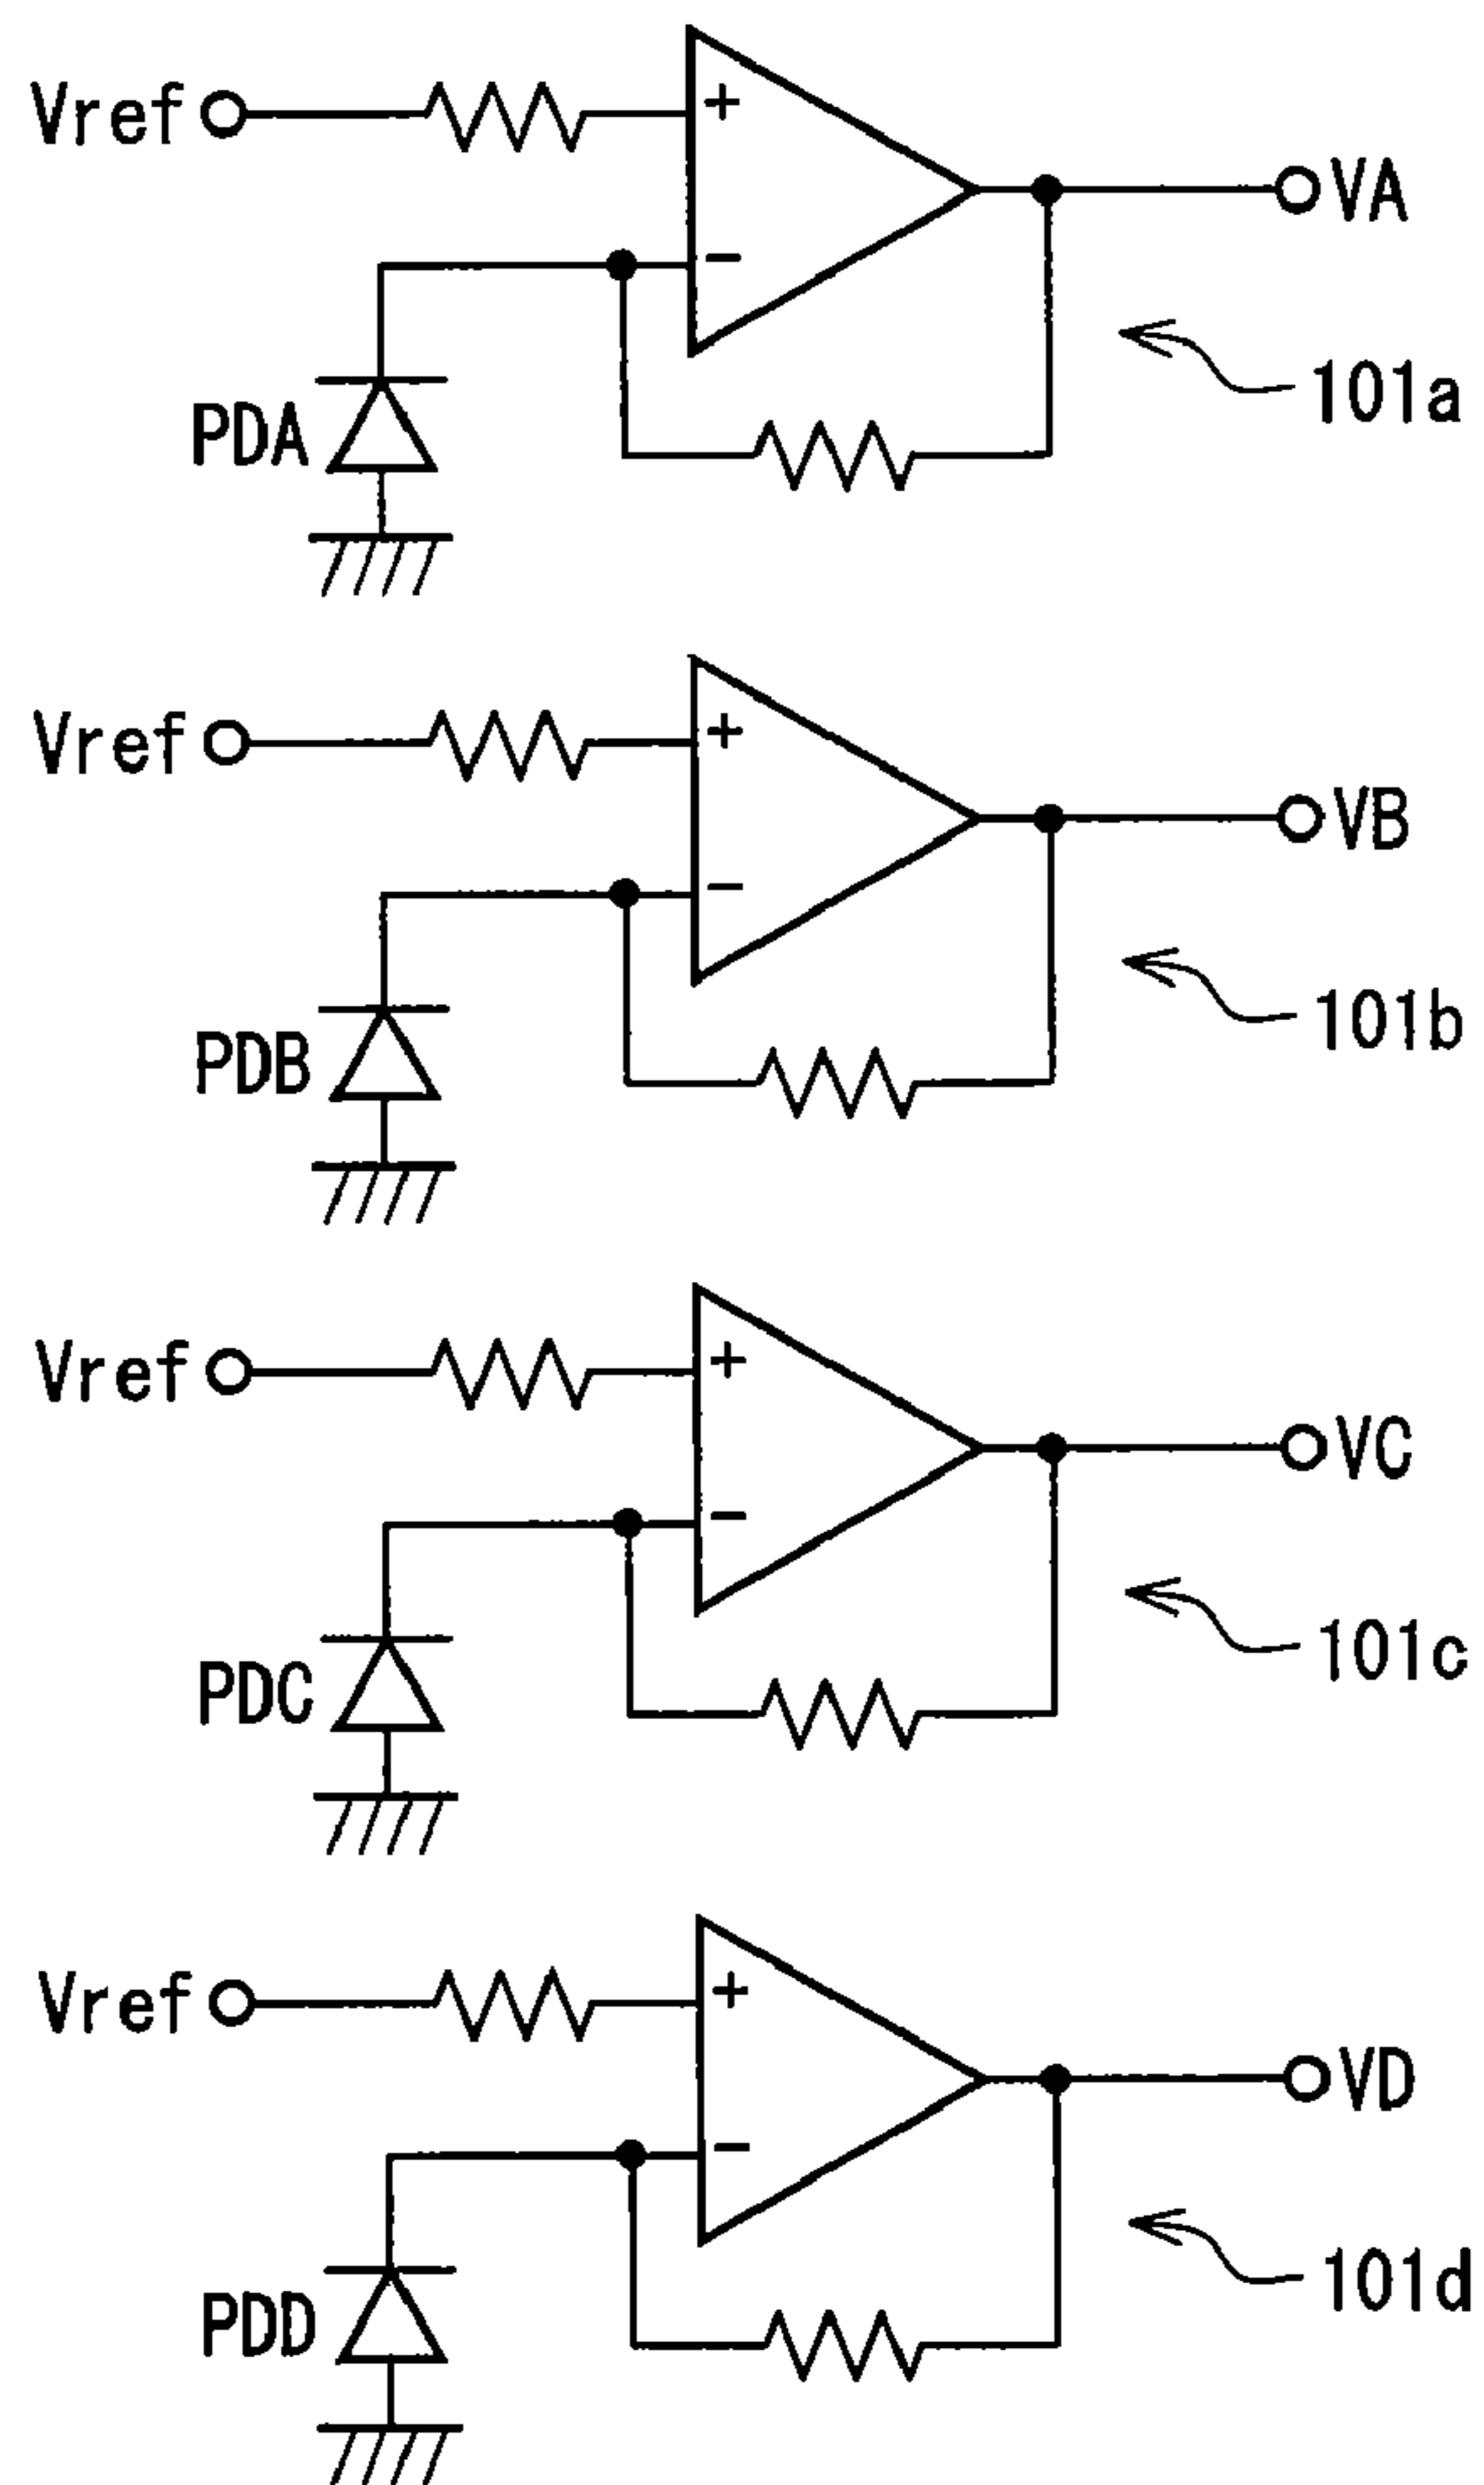 Vref
+
VA
−
101a
PDA
Vref
+
VB
−
101b
PDB
Vref
+
VC
−
101c
PDC
Vref
+
VD
−
101d
PDD